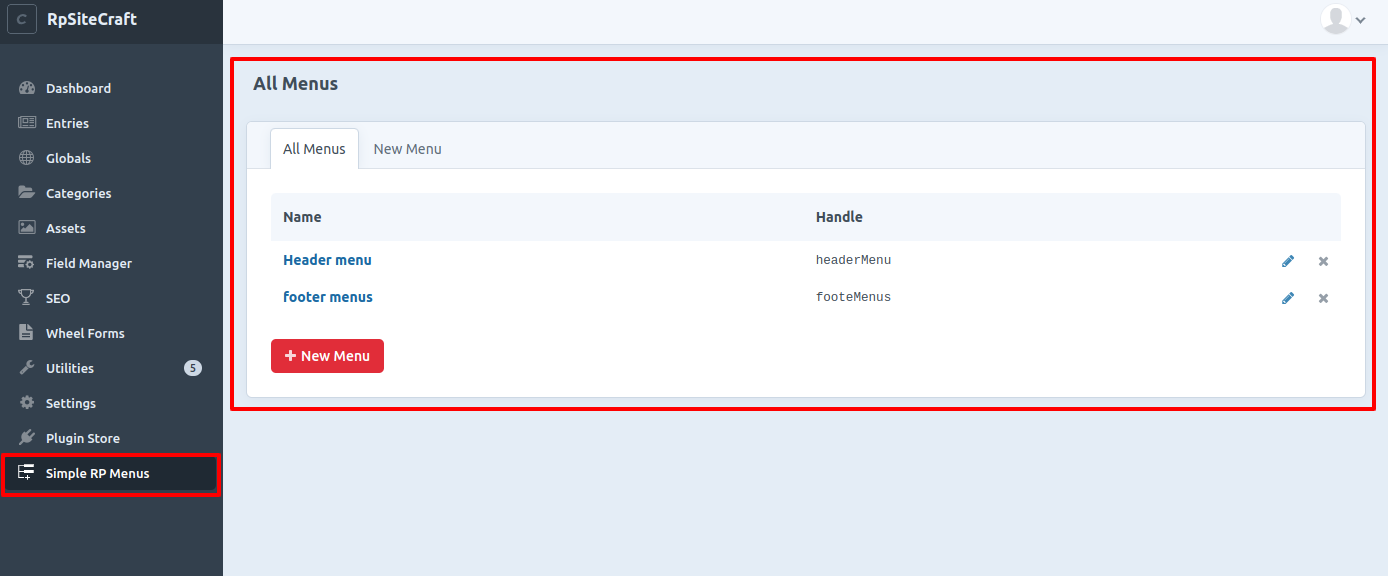 C RpSiteCraft
Dashboard
Entries
Globals
Categories
Assets
Field Manager
SEO
Wheel Forms
Utilities 5
Settings
Plugin Store
Simple RP Menus
All Menus
All Menus New Menu
Name Handle
Header menu headerMenu
footer menus footeMenus
+ New Menu